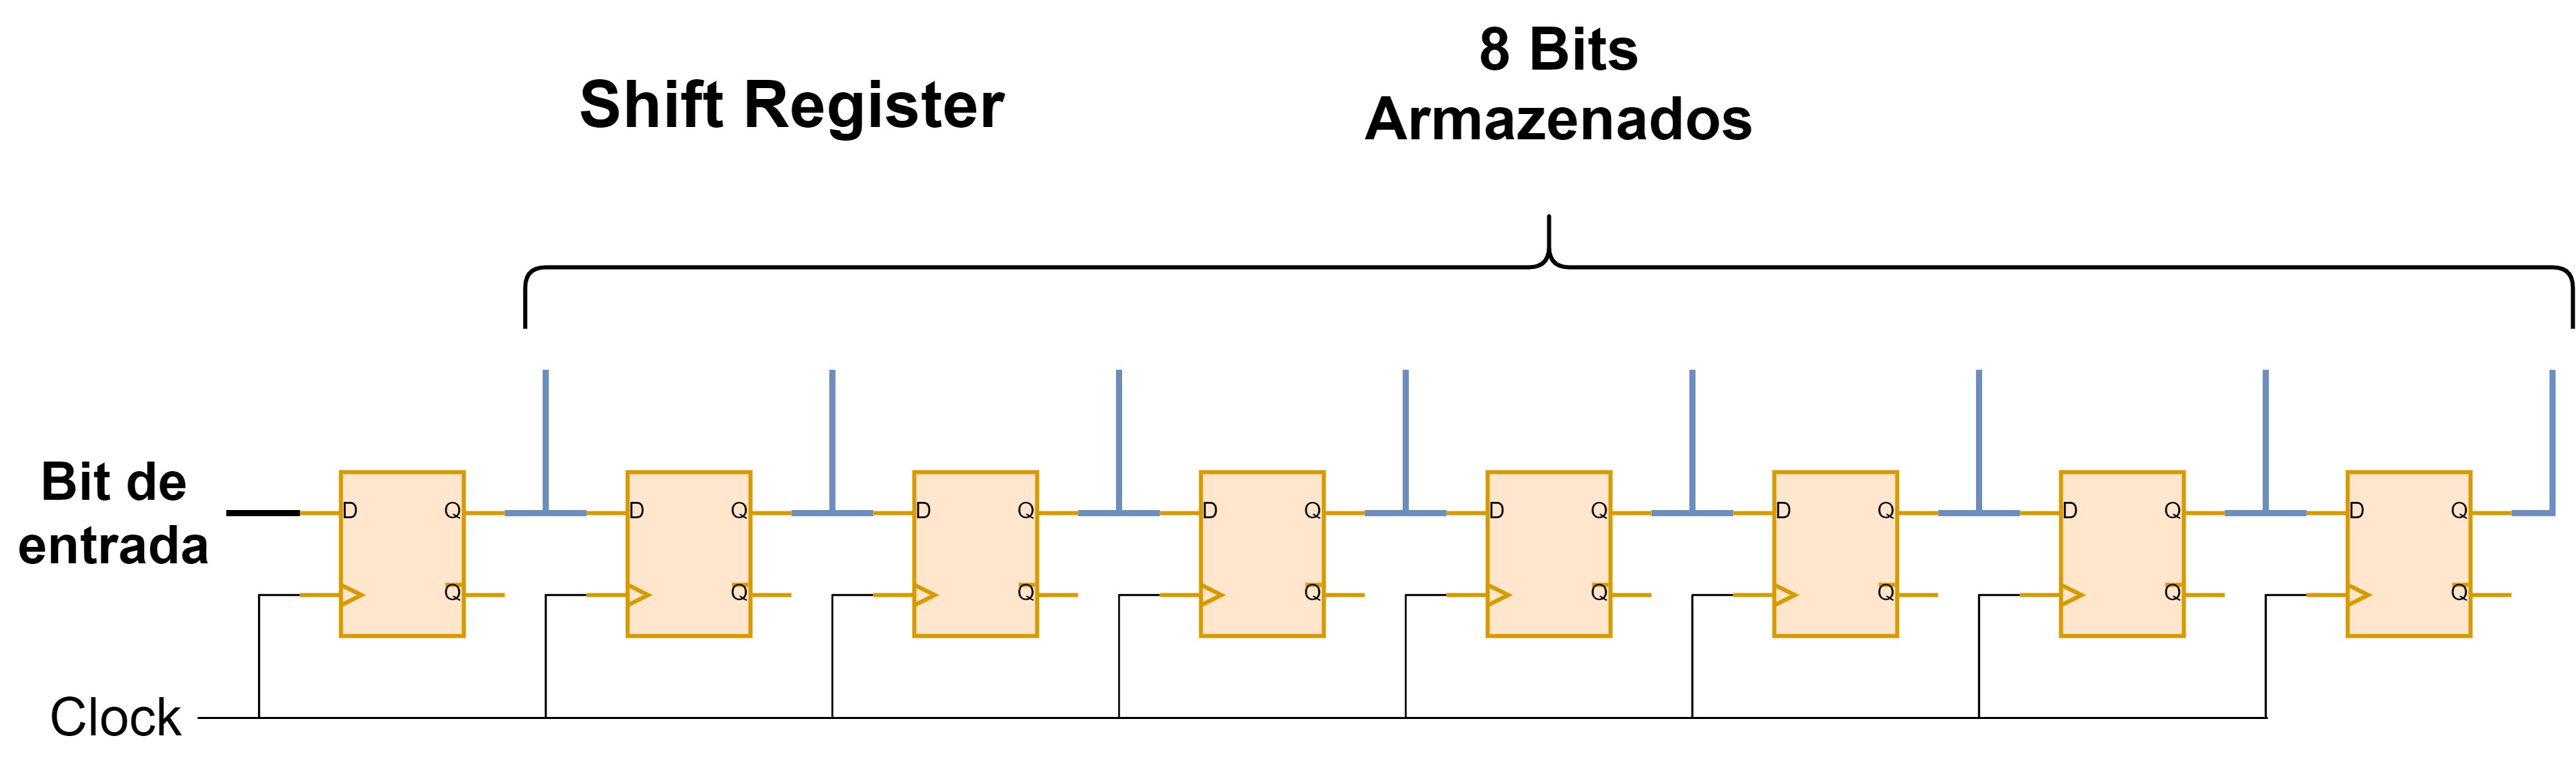 Shift Register
8 Bits
Armazenados
Bit de
entrada
D Q D Q D Q D Q D Q D Q D Q D Q
Q̅ Q̅ Q̅ Q̅ Q̅ Q̅ Q̅ Q̅
Clock